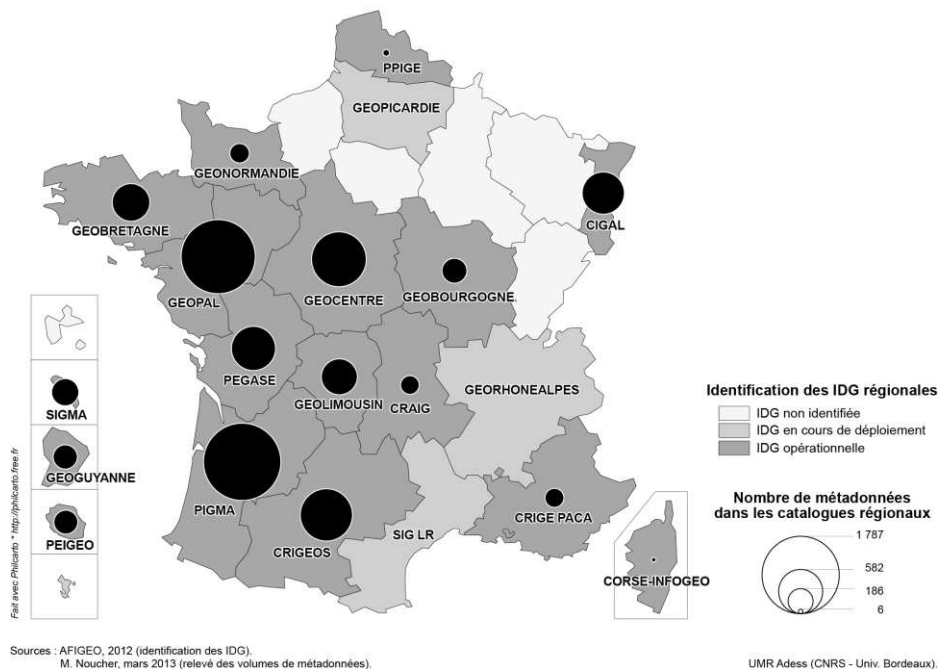 PPIGE
GEOPICARDIE
GEONORMANDIE
GEOBRETAGNE
CIGAL
GEOPAL
GEOCENTRE
GEOBOURGOGNE
PEGASE
GEOLIMOUSIN
CRAIG
GEORHONEALPES
SIGMA
GEOGUYANNE
PEIGEO
PIGMA
CRIGEOS
SIG LR
CRIGE PACA
CORSE-INFOGEO
Identification des IDG régionales
IDG non identifiée
IDG en cours de déploiement
IDG opérationnelle
Nombre de métadonnées
dans les catalogues régionaux
1 787
582
186
6
Fait avec Philcarto * http://philcarto.free.fr
Sources : AFIGEO, 2012 (identification des IDG).
M. Noucher, mars 2013 (relevé des volumes de métadonnées).
UMR Adess (CNRS - Univ. Bordeaux).